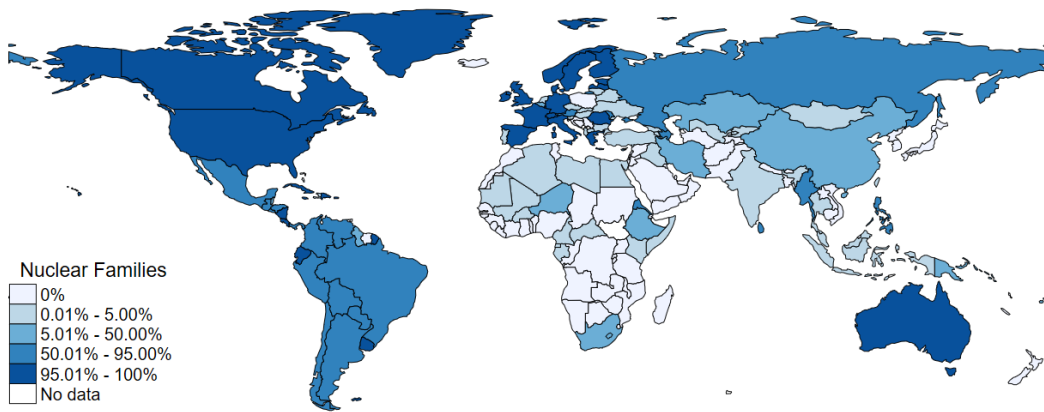 Nuclear Families
0%
0.01% - 5.00%
5.01% - 50.00%
50.01% - 95.00%
95.01% - 100%
No data